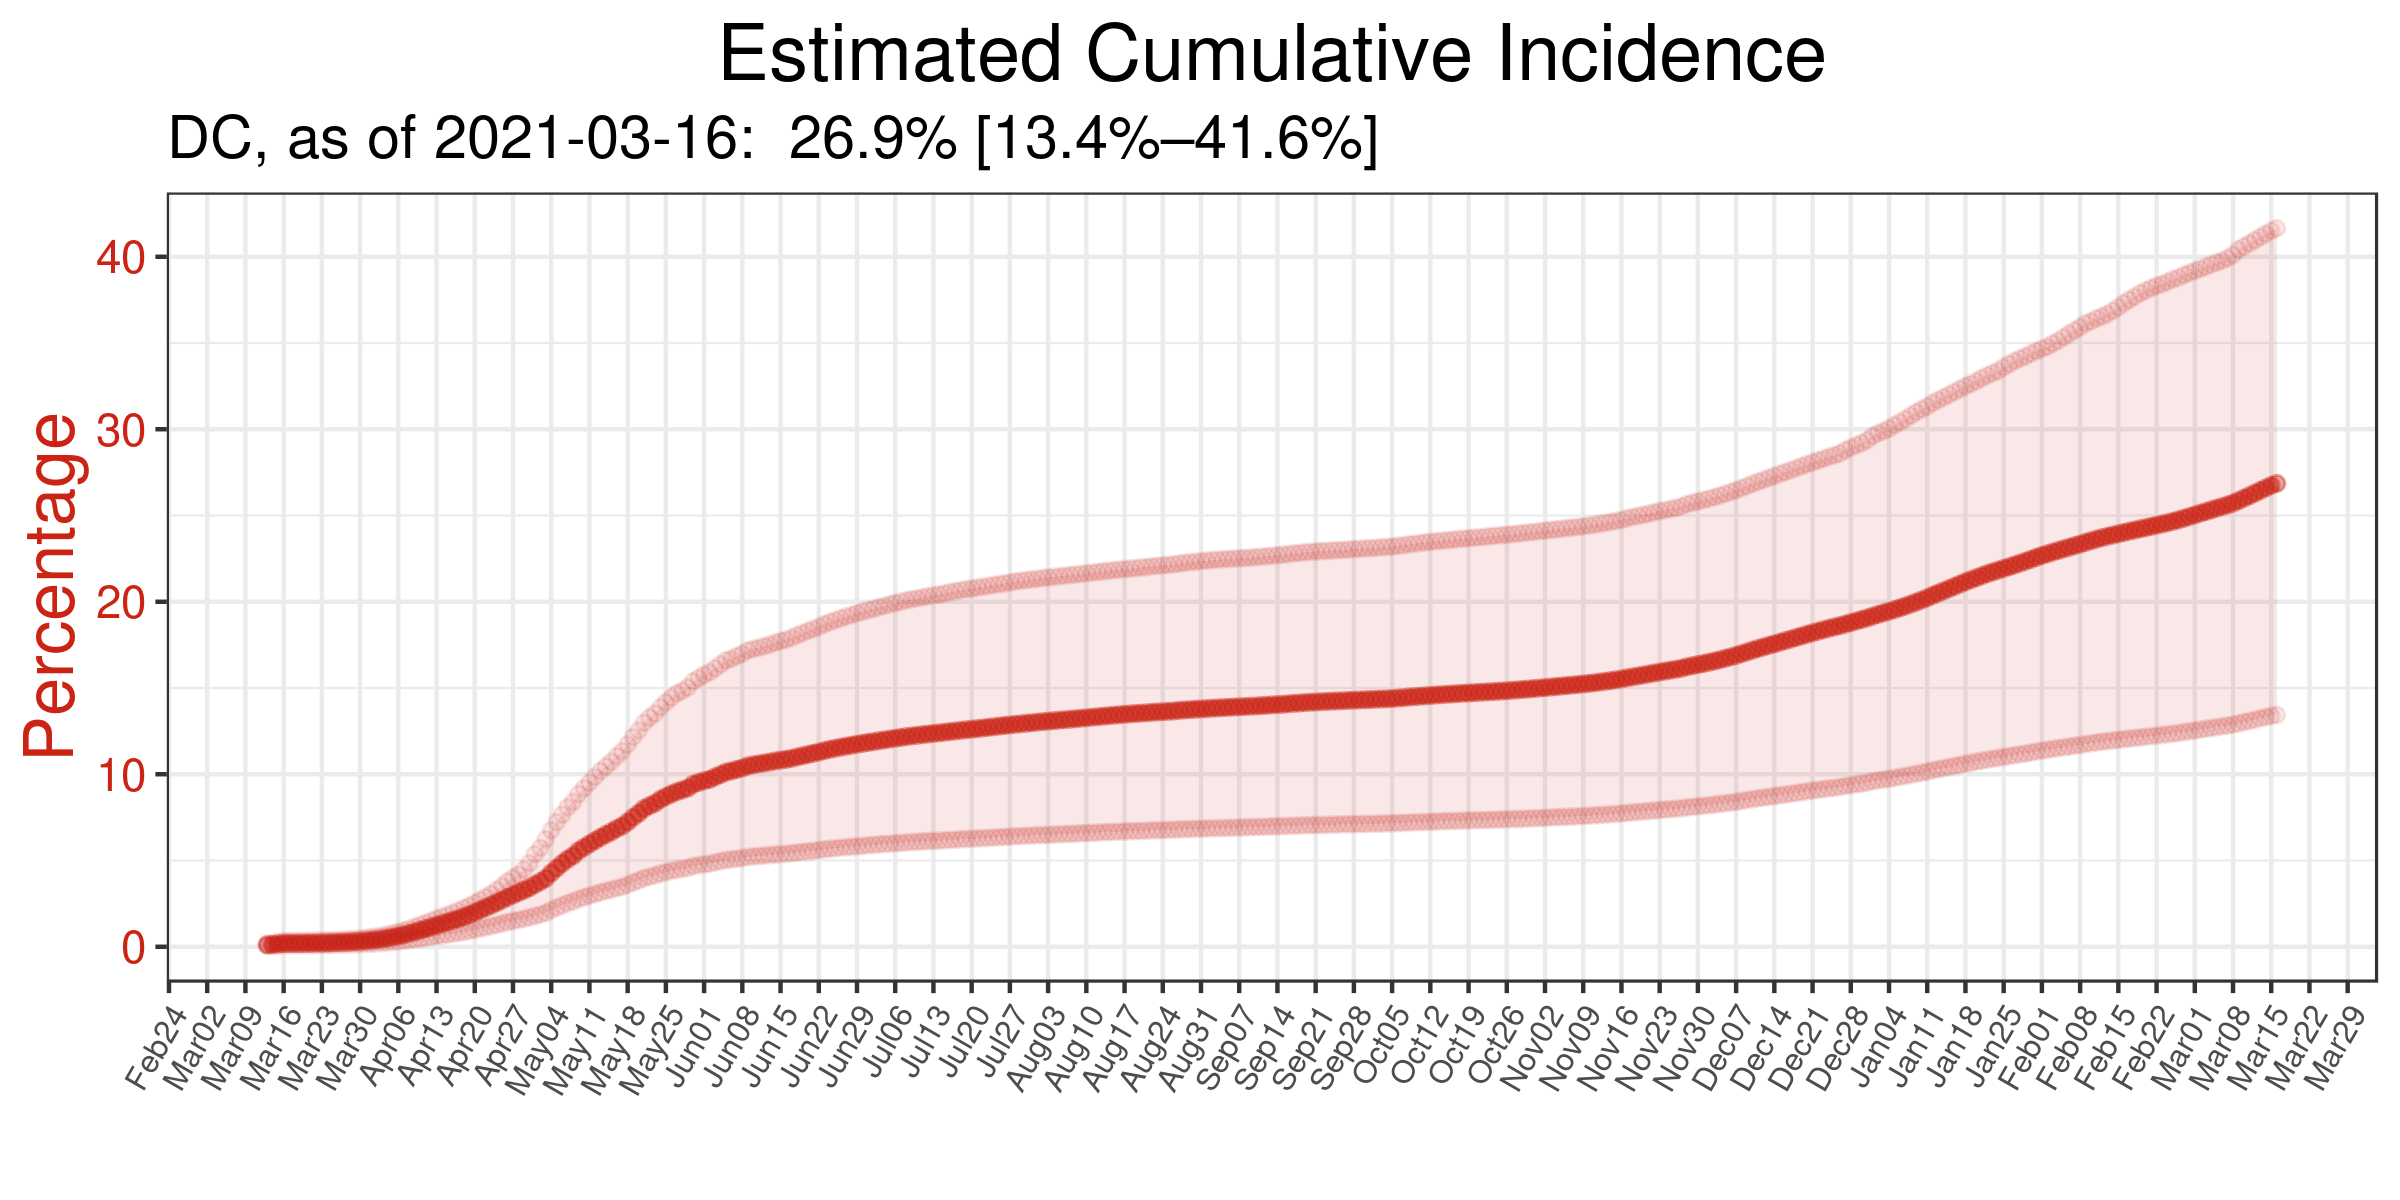 Estimated Cumulative Incidence
DC, as of 2021-03-16:  26.9% [13.4%–41.6%]
Percentage
40
30
20
10
0
Feb24
Mar02
Mar09
Mar16
Mar23
Mar30
Apr06
Apr13
Apr20
Apr27
May04
May11
May18
May25
Jun01
Jun08
Jun15
Jun22
Jun29
Jul06
Jul13
Jul20
Jul27
Aug03
Aug10
Aug17
Aug24
Aug31
Sep07
Sep14
Sep21
Sep28
Oct05
Oct12
Oct19
Oct26
Nov02
Nov09
Nov16
Nov23
Nov30
Dec07
Dec14
Dec21
Dec28
Jan04
Jan11
Jan18
Jan25
Feb01
Feb08
Feb15
Feb22
Mar01
Mar08
Mar15
Mar22
Mar29